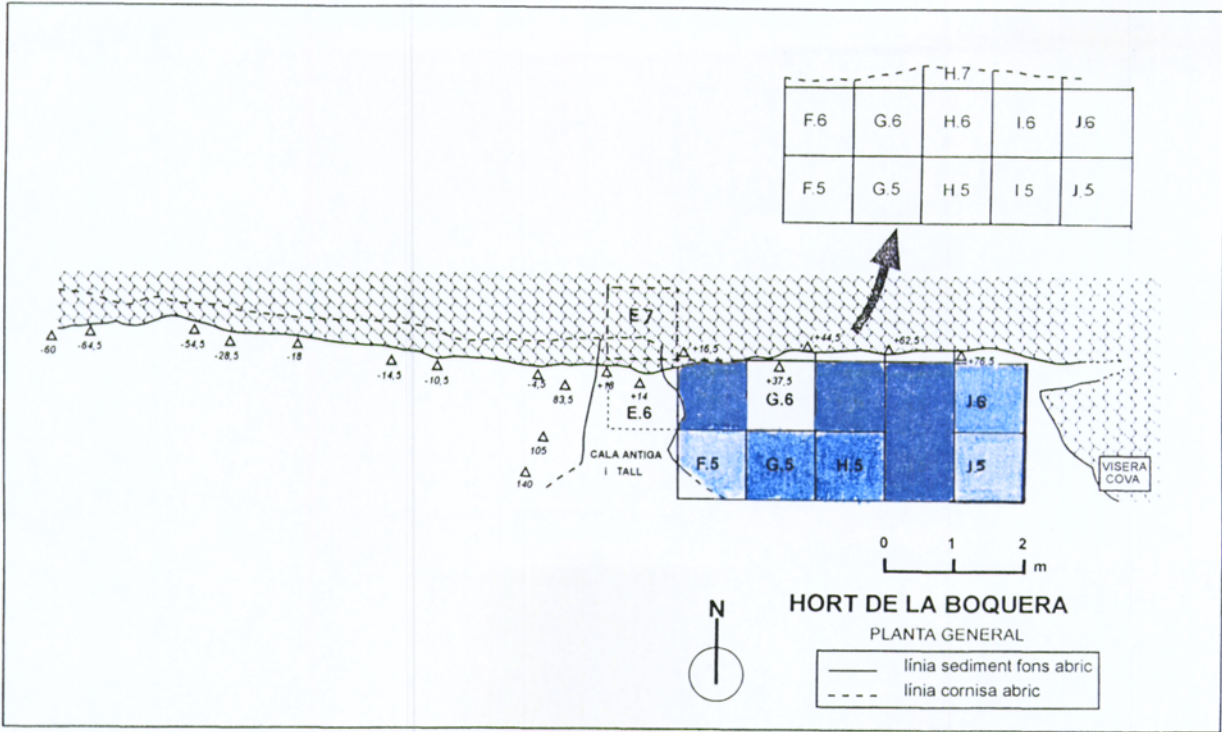 H.7
F.6 G.6 H.6 I.6 J.6
F.5 G.5 H.5 I.5 J.5
E 7
-60
-64,5
-54,5
-28,5
-18
-14,5
-10,5
-4,5
83,5
+18
+14
+16,5
+37,5
+44,5
+62,5
+76,5
105
140
E.6
G.6
J.6
CALA ANTIGA
I TALL
F.5 G.5 H.5 J.5
VISERA
COVA
0 1 2
m
N
HORT DE LA BOQUERA
PLANTA GENERAL
línia sediment fons abric
línia cornisa abric